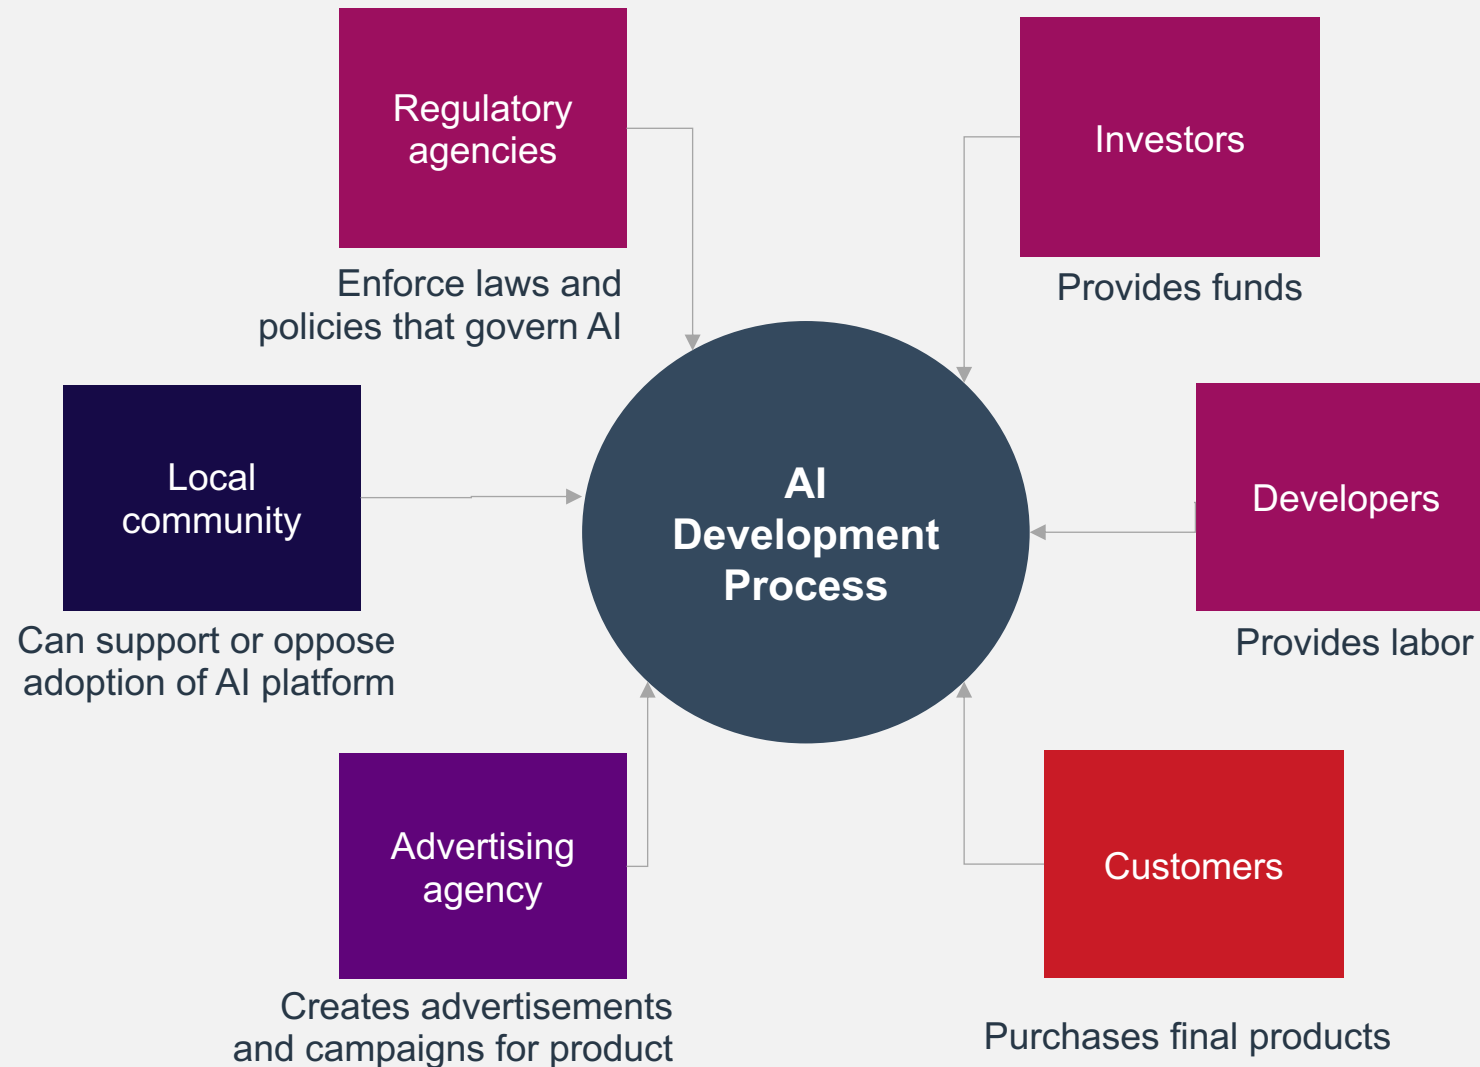 Regulatory
agencies
Enforce laws and
policies that govern AI
Investors
Provides funds
Local
community
Can support or oppose
adoption of AI platform
AI
Development
Process
Developers
Provides labor
Advertising
agency
Creates advertisements
and campaigns for product
Customers
Purchases final products